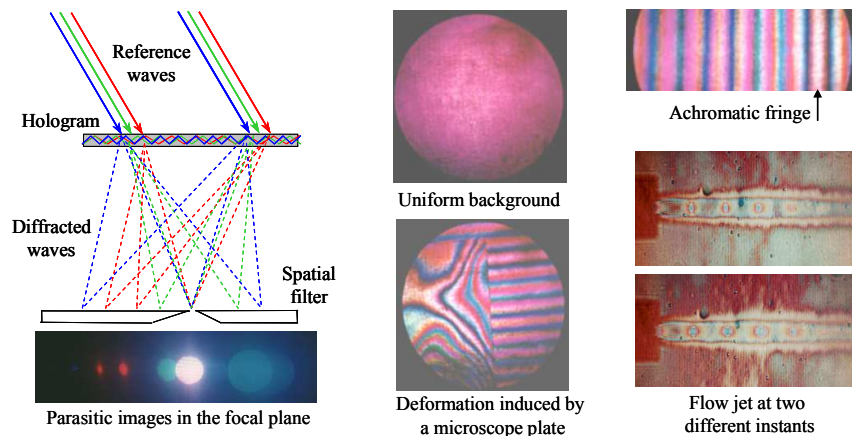 Reference
waves
Hologram
Diffracted
waves
Spatial
filter
Parasitic images in the focal plane
Uniform background
Deformation induced by
a microscope plate
Achromatic fringe
Flow jet at two
different instants